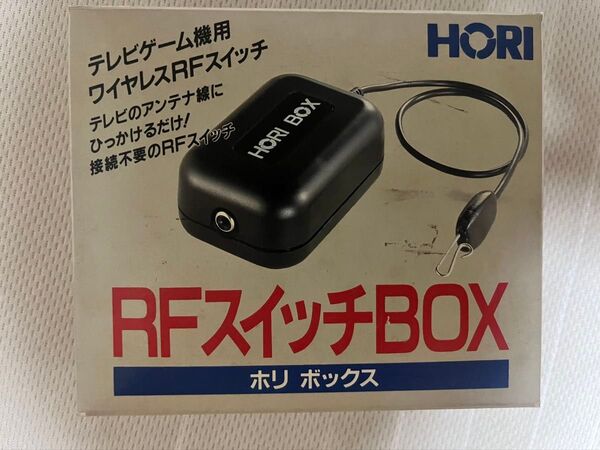 HORI
テレビゲーム機用
ワイヤレスRFスイッチ
テレビのアンテナ線に
ひっかけるだけ!
接続不要のRFスイッチ
HORI BOX
RFスイッチBOX
ホリ ボックス